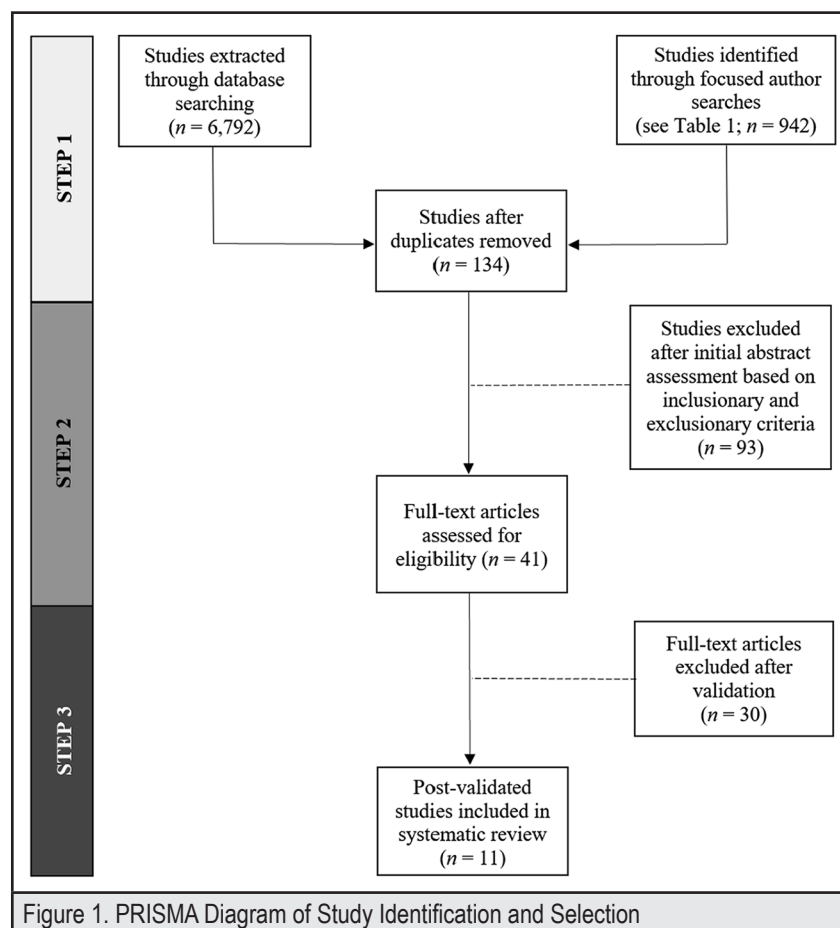 STEP 1
Studies extracted
through database
searching
(n = 6,792)
Studies identified
through focused author
searches
(see Table 1; n = 942)
Studies after
duplicates removed
(n = 134)
STEP 2
Studies excluded
after initial abstract
assessment based on
inclusionary and
exclusionary criteria
(n = 93)
Full-text articles
assessed for
eligibility (n = 41)
STEP 3
Full-text articles
excluded after
validation
(n = 30)
Post-validated
studies included in
systematic review
(n = 11)
Figure 1. PRISMA Diagram of Study Identification and Selection